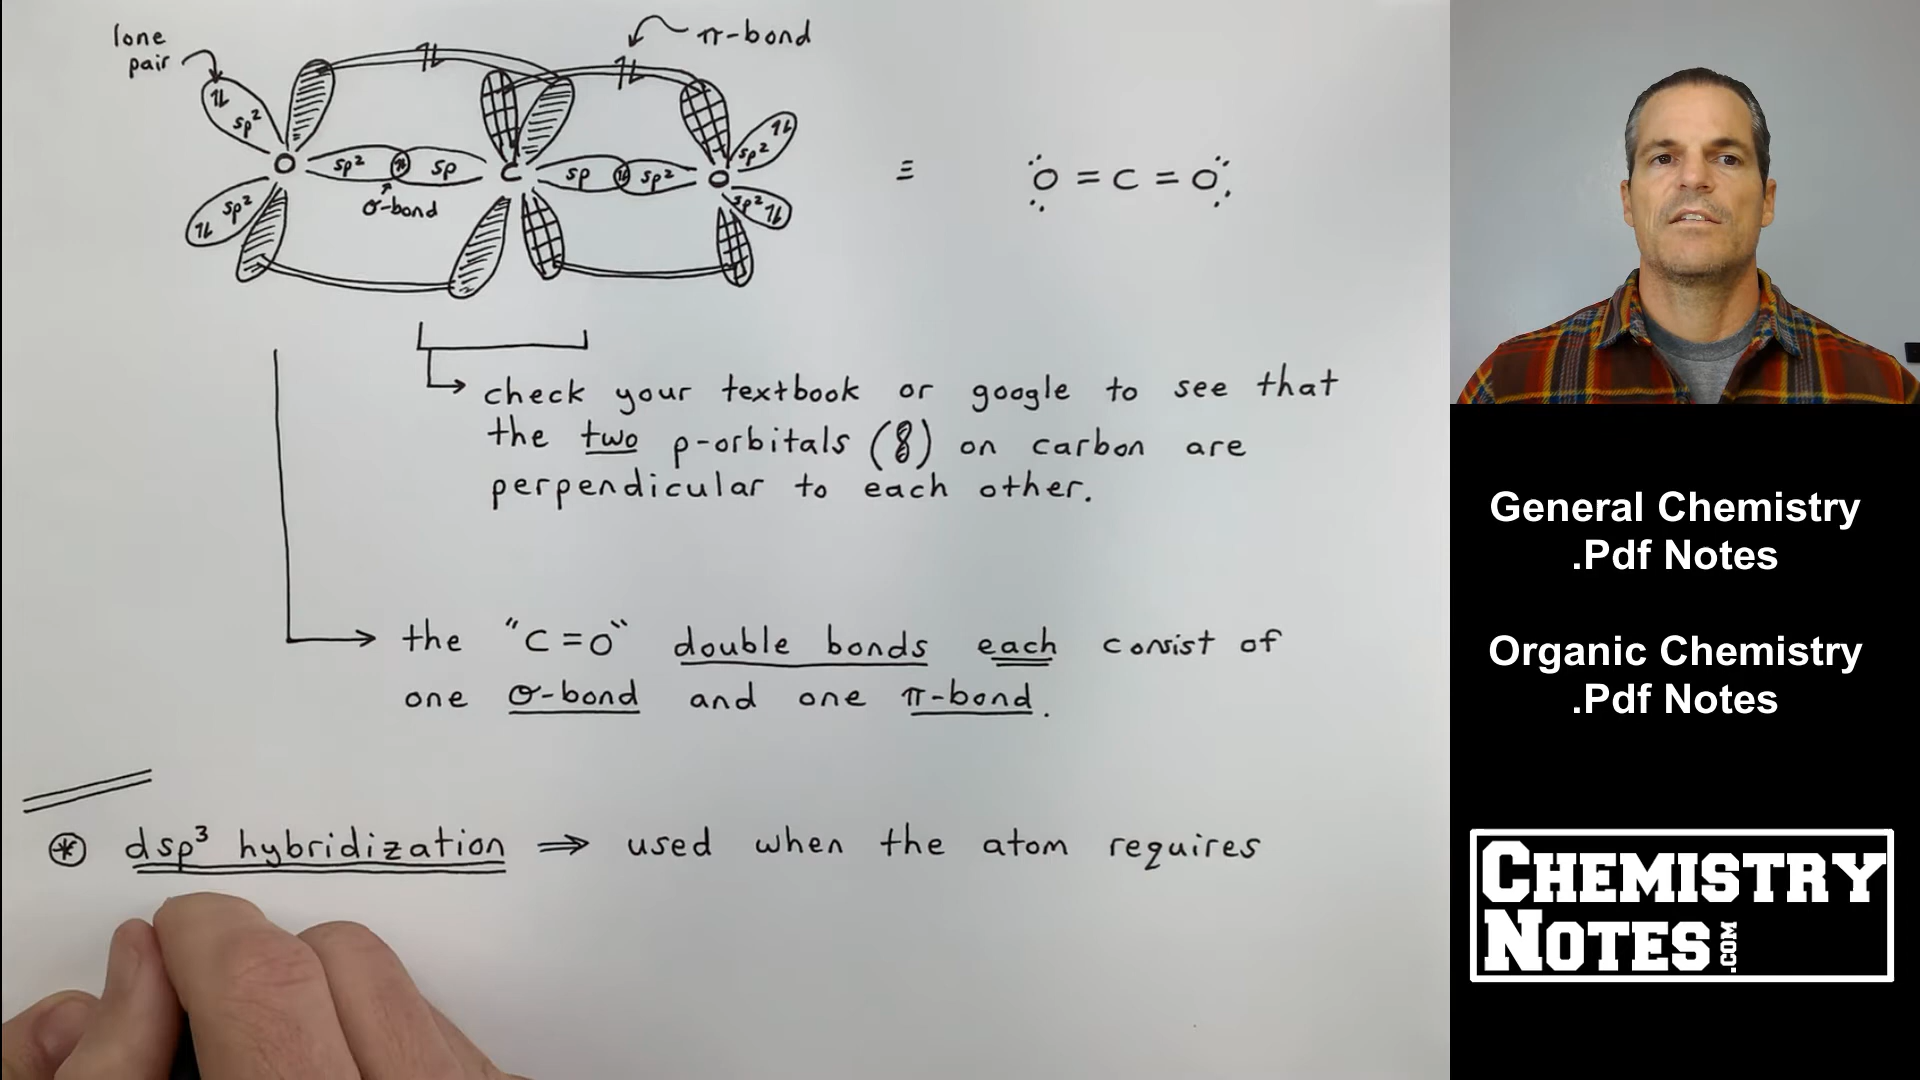 lone
pair
π-bond
sp²
sp²
sp²
sp
sp
sp²
sp²
sp²
O
C
O
σ-bond
≡
O = C = O
check your textbook or google to see that
the two p-orbitals (8) on carbon are
perpendicular to each other.
the "C=O" double bonds each consist of
one σ-bond and one π-bond.
* dsp³ hybridization ⇒ used when the atom requires
General Chemistry
.Pdf Notes
Organic Chemistry
.Pdf Notes
CHEMISTRY
NOTES.COM